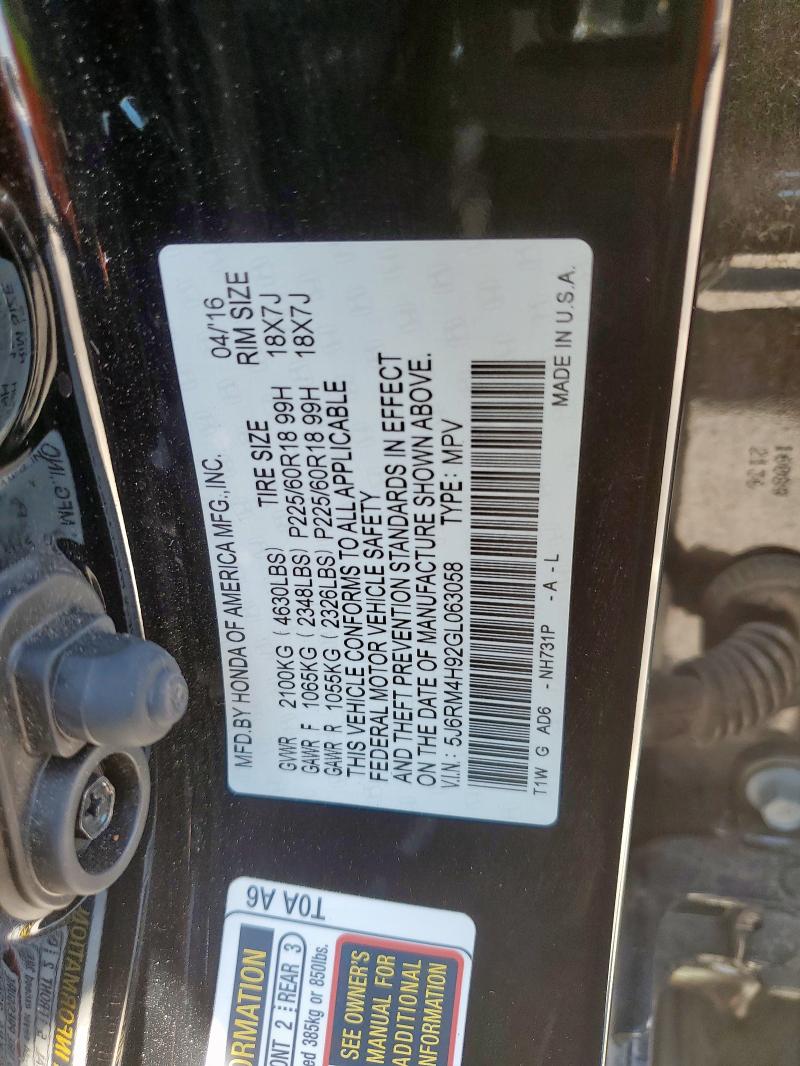 MFD. BY HONDA OF AMERICA MFG., INC. 04/'16
TIRE SIZE RIM SIZE
GVWR 2100KG ( 4630LBS)
GAWR F 1065KG ( 2348LBS) P225/60R18 99H 18X7J
GAWR R 1055KG ( 2326LBS) P225/60R18 99H 18X7J
THIS VEHICLE CONFORMS TO ALL APPLICABLE
FEDERAL MOTOR VEHICLE SAFETY
AND THEFT PREVENTION STANDARDS IN EFFECT
ON THE DATE OF MANUFACTURE SHOWN ABOVE.
V.I.N.: 5J6RM4H92GL063058 TYPE: MPV
T1W G AD6 - NH731P - A - L
MADE IN U.S.A.
T0A A6
2 REAR 3
385kg or 850lbs.
SEE OWNER'S
MANUAL FOR
ADDITIONAL
INFORMATION